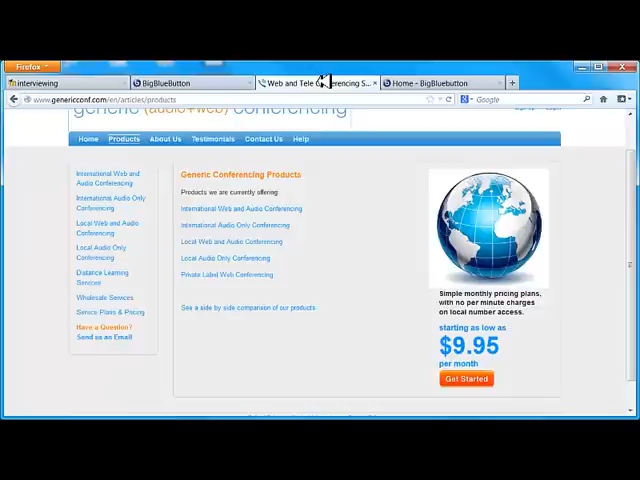 Firefox
interviewing
BigBlueButton
Web and Tele Conferencing S...
Home - BigBlueButton
www.genericconf.com/en/articles/products
Google
generic (audio+web) conferencing
Home Products About Us Testimonials Contact Us Help
International Web and
Audio Conferencing
International Audio Only
Conferencing
Local Web and Audio
Conferencing
Local Audio Only
Conferencing
Distance Learning
Services
Wholesale Services
Service Plans & Pricing
Have a Question?
Send us an Email
Generic Conferencing Products
Products we are currently offering:
International Web and Audio Conferencing
International Audio Only Conferencing
Local Web and Audio Conferencing
Local Audio Only Conferencing
Private Label Web Conferencing
See a side by side comparison of our products
Simple monthly pricing plans,
with no per minute charges
on local number access.
starting as low as
$9.95
per month
Get Started